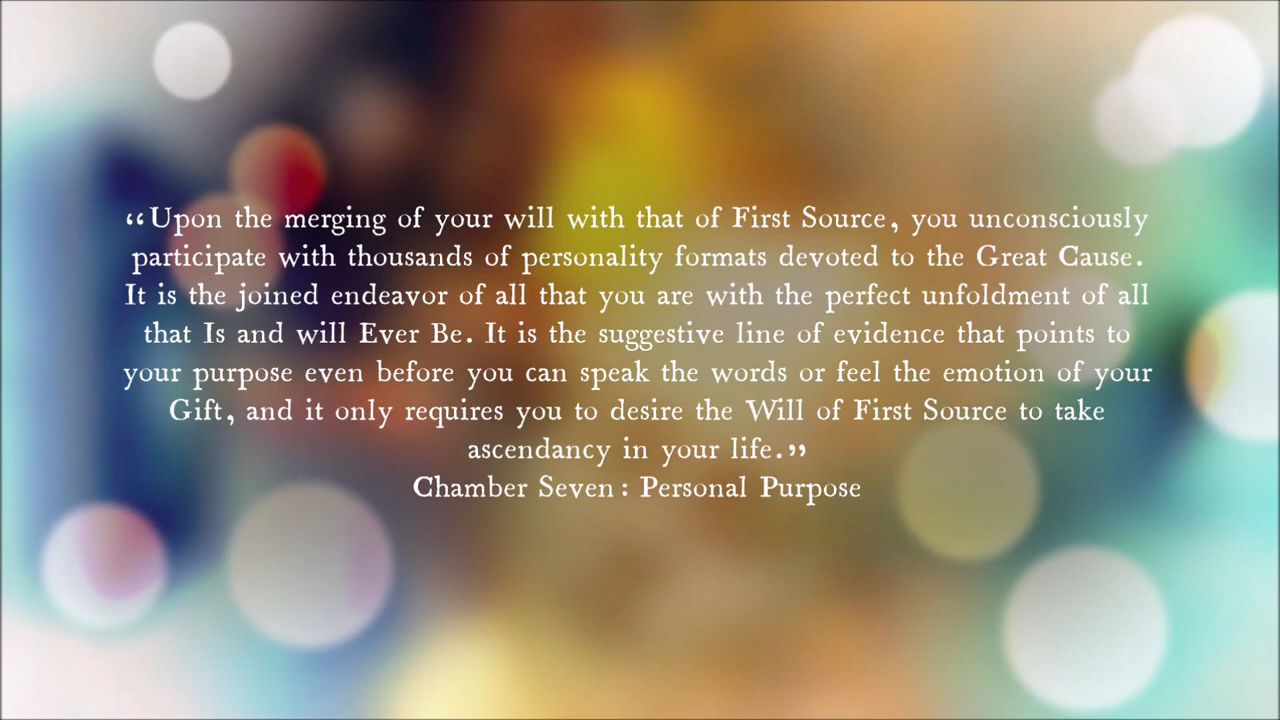 “Upon the merging of your will with that of First Source, you unconsciously
participate with thousands of personality formats devoted to the Great Cause.
It is the joined endeavor of all that you are with the perfect unfoldment of all
that Is and will Ever Be. It is the suggestive line of evidence that points to
your purpose even before you can speak the words or feel the emotion of your
Gift, and it only requires you to desire the Will of First Source to take
ascendancy in your life.”
Chamber Seven: Personal Purpose